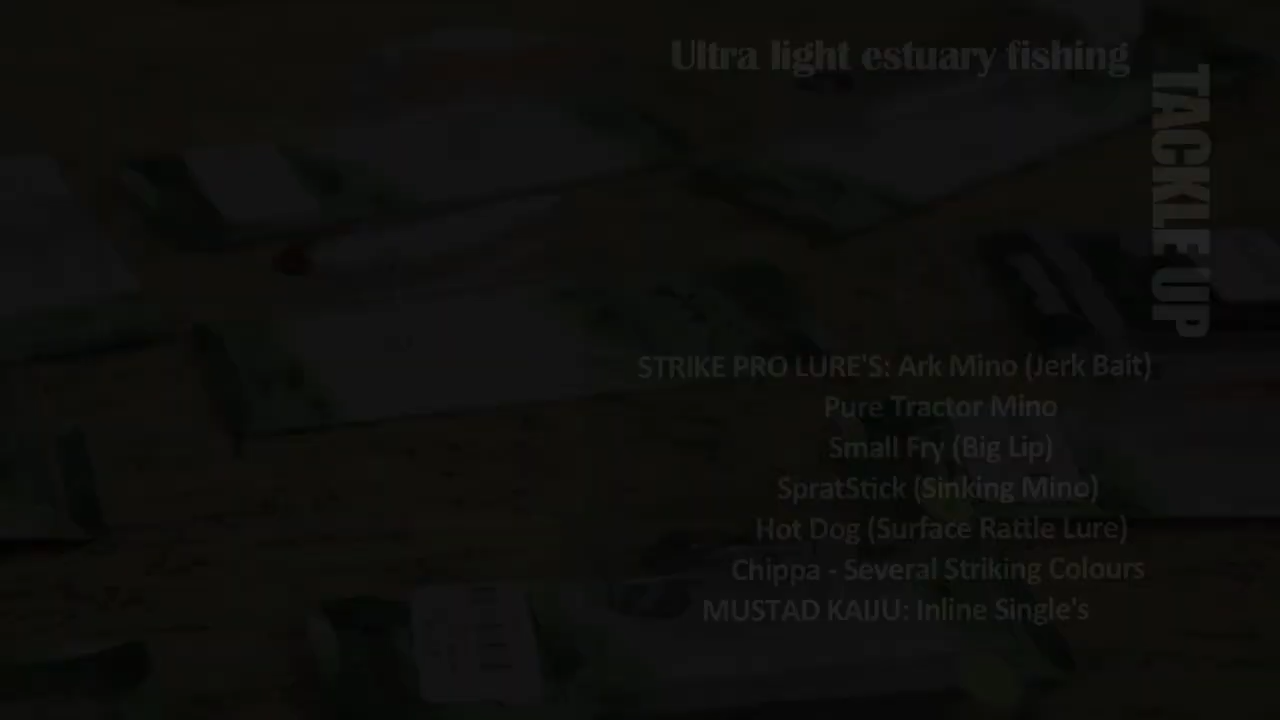 Ultra light estuary fishing
TACKLE UP
STRIKE PRO LURE'S: Ark Mino (Jerk Bait)
Pure Tractor Mino
Small Fry (Big Lip)
SpratStick (Sinking Mino)
Hot Dog (Surface Rattle Lure)
Chippa - Several Striking Colours
MUSTAD KAIJU: Inline Single's